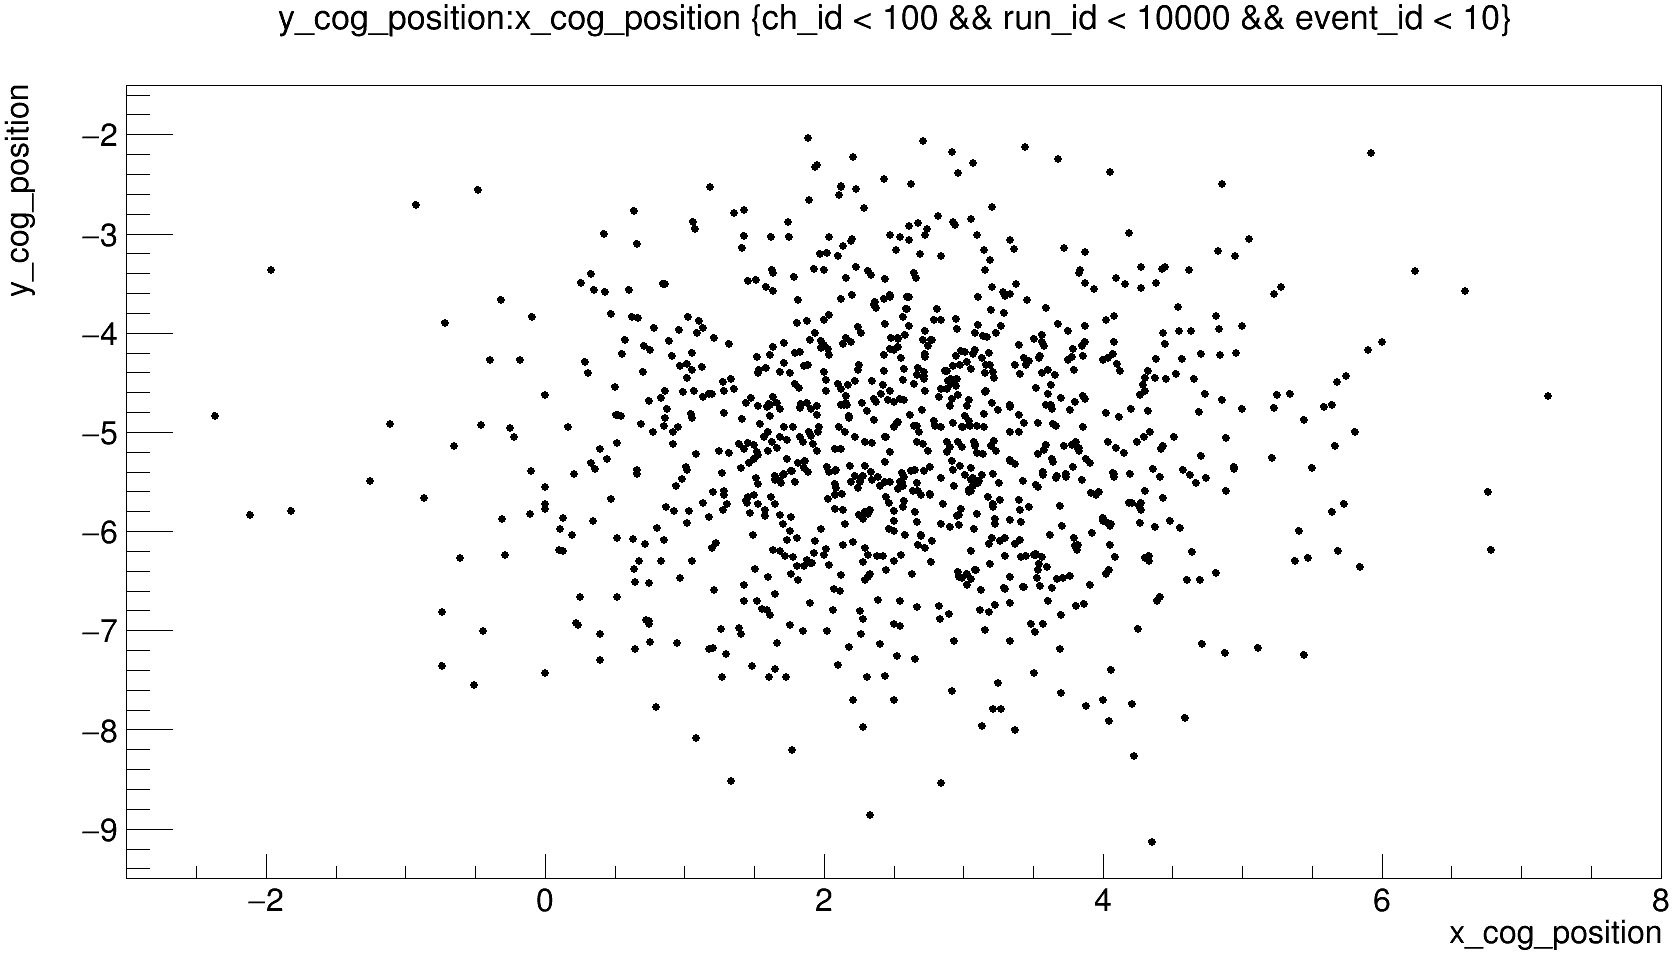 y_cog_position:x_cog_position {ch_id < 100 && run_id < 10000 && event_id < 10}
y_cog_position
−2
−3
−4
−5
−6
−7
−8
−9
−2 0 2 4 6 8
x_cog_position